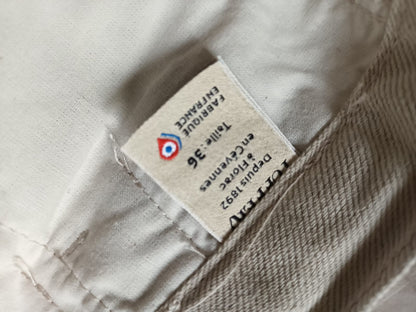 Depuis 1892
à Florac
en Cévennes
Taille : 36
FABRIQUÉ
EN FRANCE